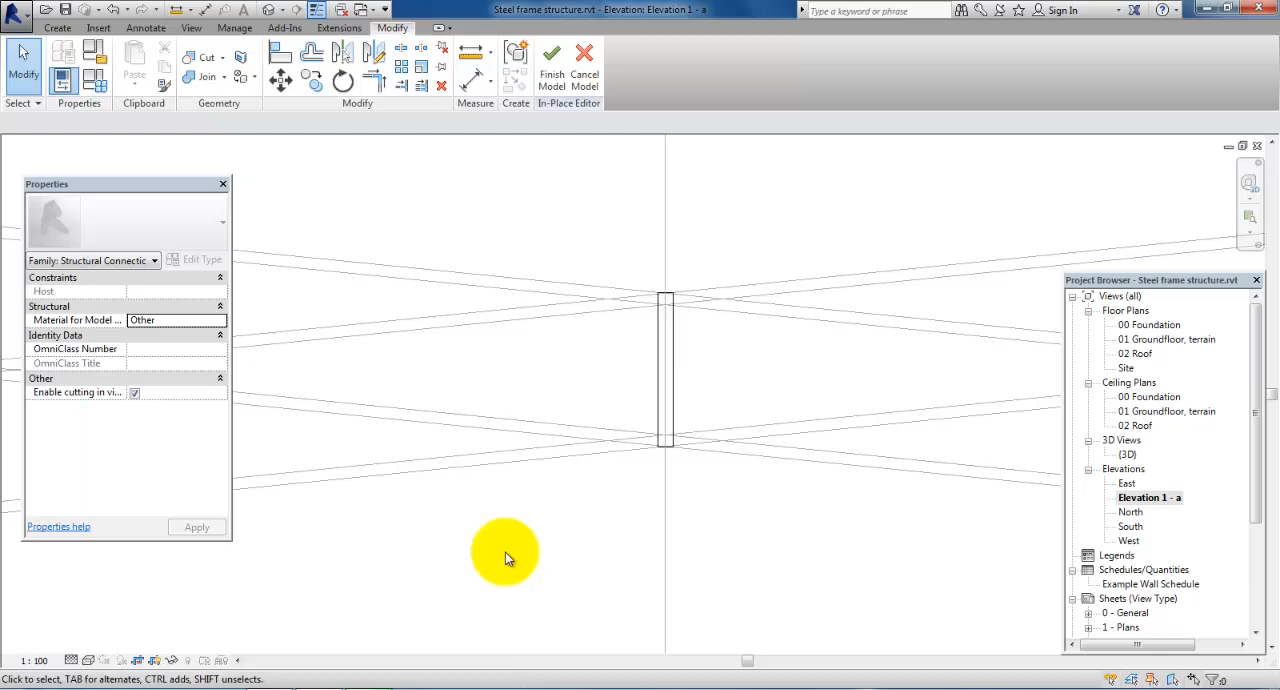 Steel frame structure.rvt - Elevation: Elevation 1 - a
Type a keyword or phrase
Sign In
Create
Insert
Annotate
View
Manage
Add-Ins
Extensions
Modify
Modify
Paste
Cut
Join
Finish
Model
Cancel
Model
Select
Properties
Clipboard
Geometry
Modify
Measure
Create
In-Place Editor
Properties
Family: Structural Connectic
Edit Type
Constraints
Host
Structural
Material for Model ...
Other
Identity Data
OmniClass Number
OmniClass Title
Other
Enable cutting in vi...
Properties help
Apply
Project Browser - Steel frame structure.rvt
Views (all)
Floor Plans
00 Foundation
01 Groundfloor, terrain
02 Roof
Site
Ceiling Plans
00 Foundation
01 Groundfloor, terrain
02 Roof
3D Views
{3D}
Elevations
East
Elevation 1 - a
North
South
West
Legends
Schedules/Quantities
Example Wall Schedule
Sheets (View Type)
0 - General
1 - Plans
1 : 100
Click to select, TAB for alternates, CTRL adds, SHIFT unselects.
:0